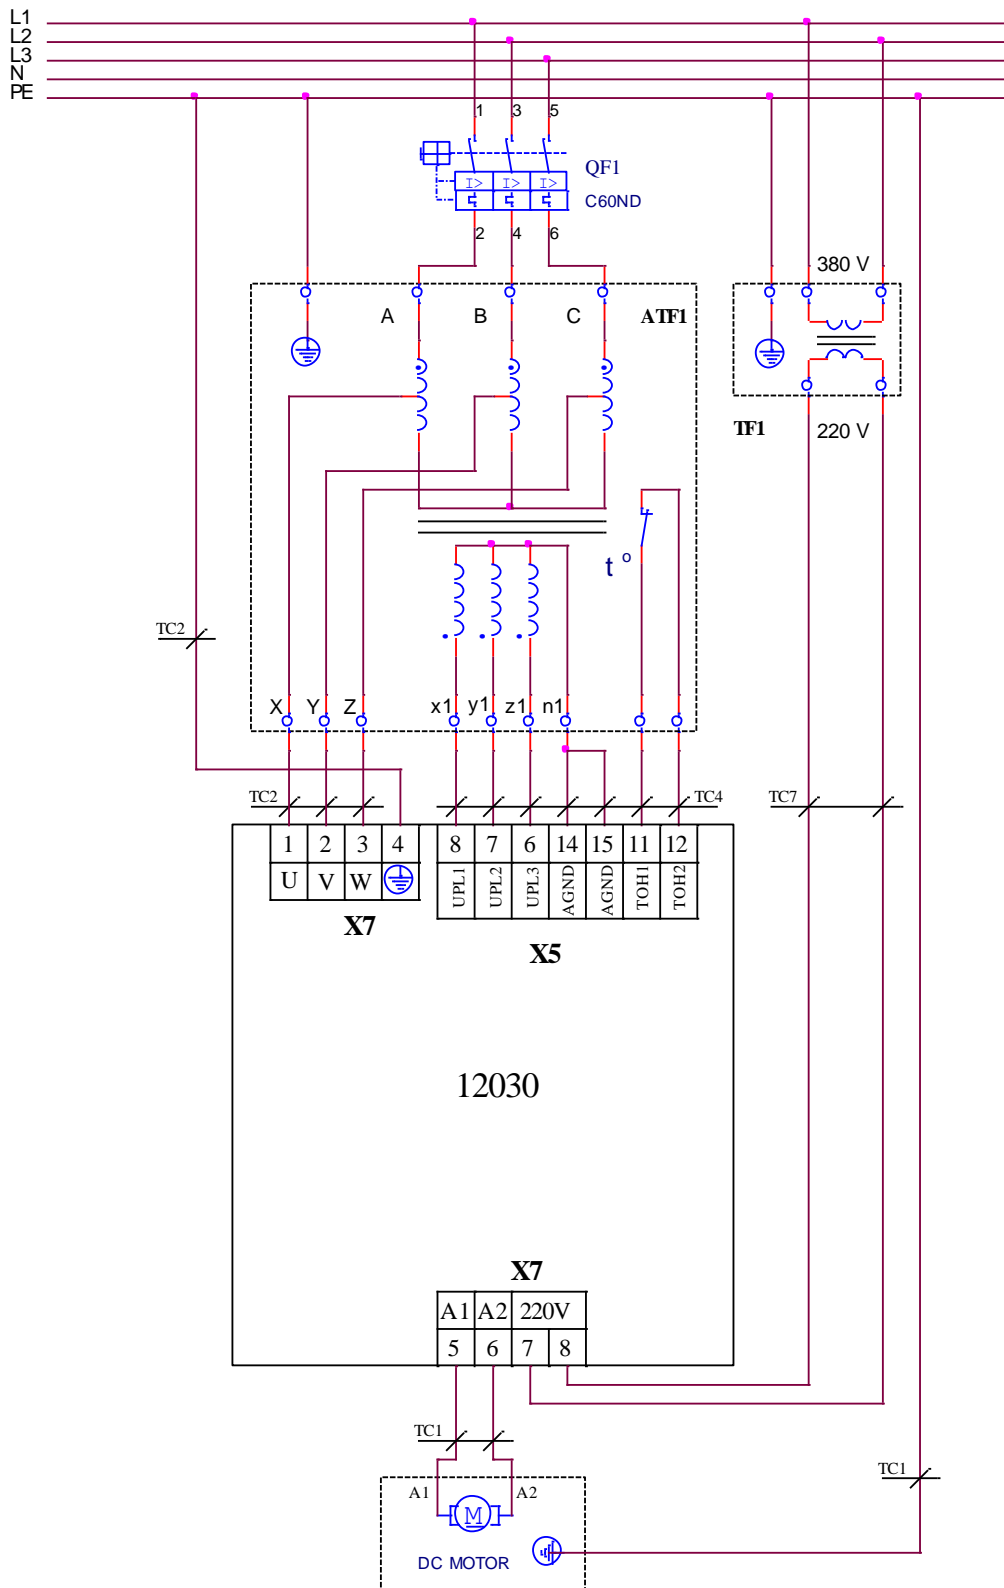 L1
L2
L3
N
PE
1 3 5
QF1
I> I> I>
C60ND
2 4 6
380 V
A B C ATF1
TF1 220 V
t o
TC2
X Y Z x1 y1 z1 n1
TC2 TC4 TC7
1 2 3 4 8 7 6 14 15 11 12
U V W UPL1 UPL2 UPL3 AGND AGND TOH1 TOH2
X7
X5
12030
X7
A1 A2 220V
5 6 7 8
TC1
TC1
A1 A2
M
DC MOTOR